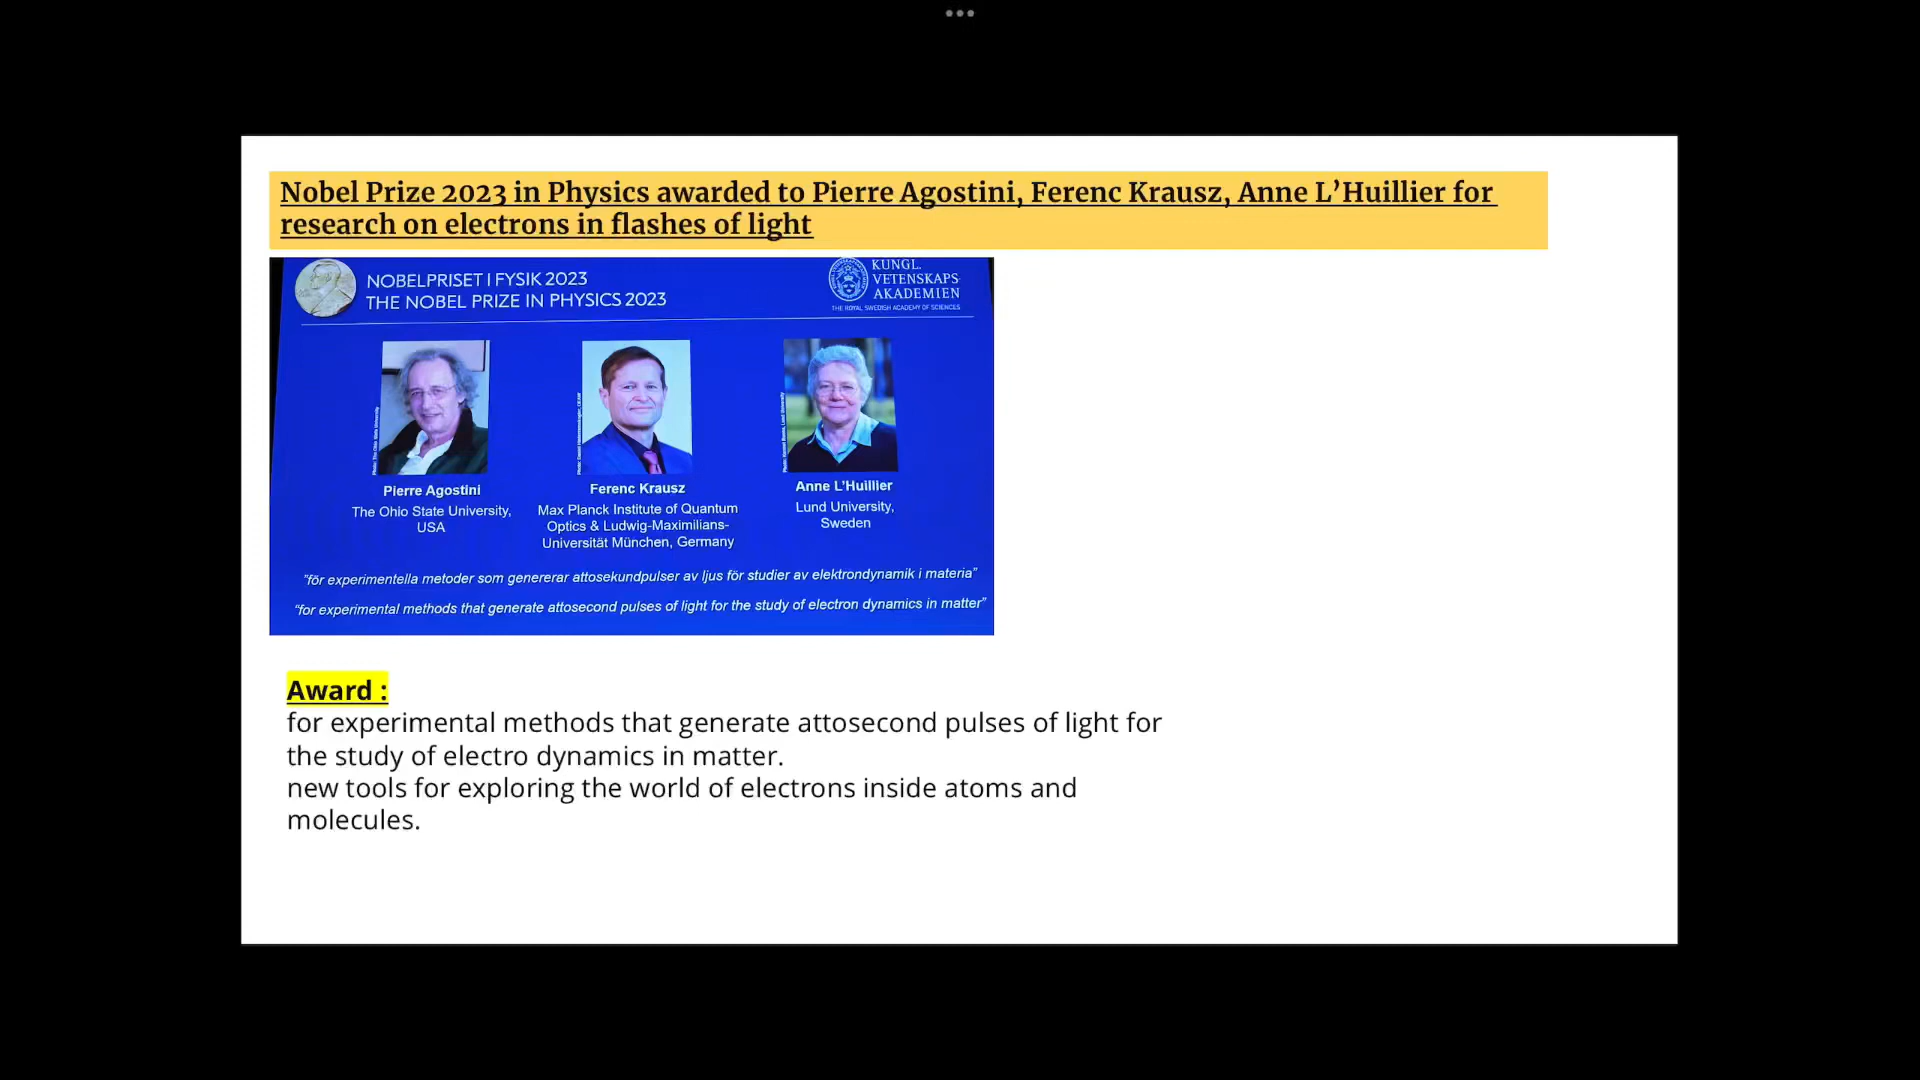 Nobel Prize 2023 in Physics awarded to Pierre Agostini, Ferenc Krausz, Anne L’Huillier for
research on electrons in flashes of light
NOBELPRISET I FYSIK 2023
THE NOBEL PRIZE IN PHYSICS 2023
KUNGL.
VETENSKAPS-
AKADEMIEN
THE ROYAL SWEDISH ACADEMY OF SCIENCES
Pierre Agostini
The Ohio State University,
USA
Ferenc Krausz
Max Planck Institute of Quantum
Optics & Ludwig-Maximilians-
Universität München, Germany
Anne L’Huillier
Lund University,
Sweden
”för experimentella metoder som genererar attosekundpulser av ljus för studier av elektrondynamik i materia”
“for experimental methods that generate attosecond pulses of light for the study of electron dynamics in matter”
Award :
for experimental methods that generate attosecond pulses of light for
the study of electro dynamics in matter.
new tools for exploring the world of electrons inside atoms and
molecules.